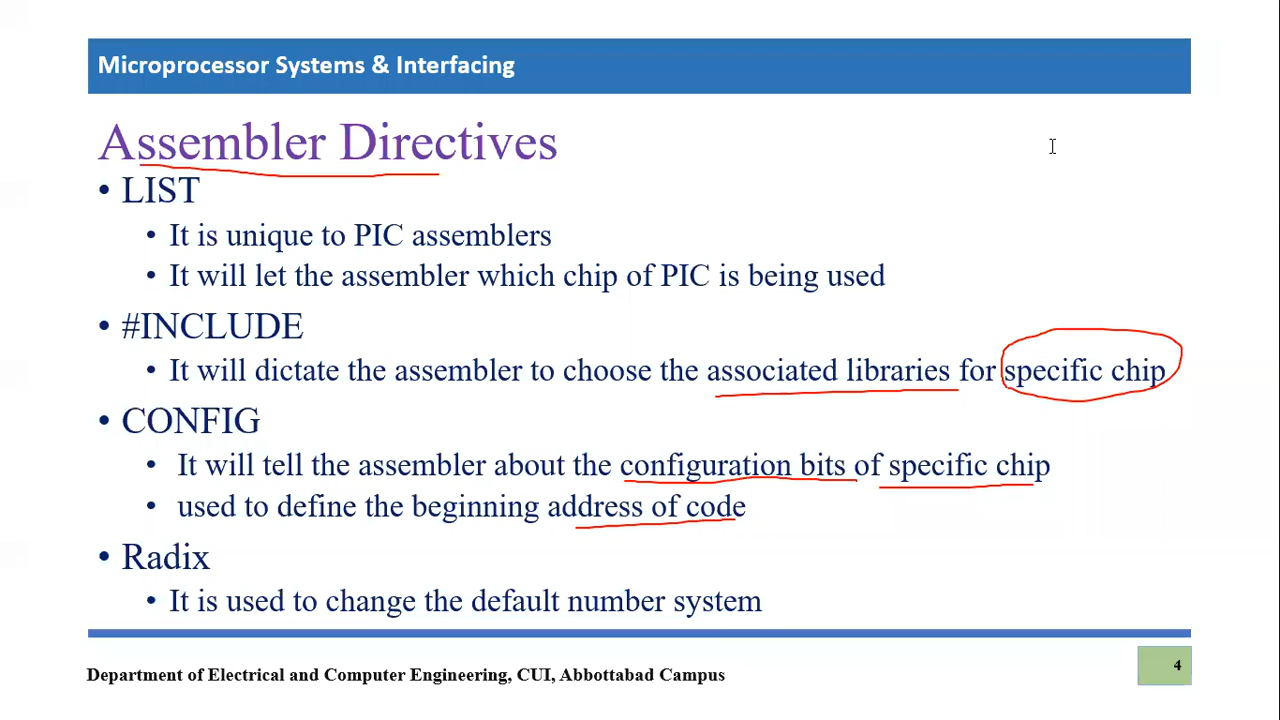 Microprocessor Systems & Interfacing
Assembler Directives
• LIST
• It is unique to PIC assemblers
• It will let the assembler which chip of PIC is being used
• #INCLUDE
• It will dictate the assembler to choose the associated libraries for specific chip
• CONFIG
• It will tell the assembler about the configuration bits of specific chip
• used to define the beginning address of code
• Radix
• It is used to change the default number system
Department of Electrical and Computer Engineering, CUI, Abbottabad Campus
4